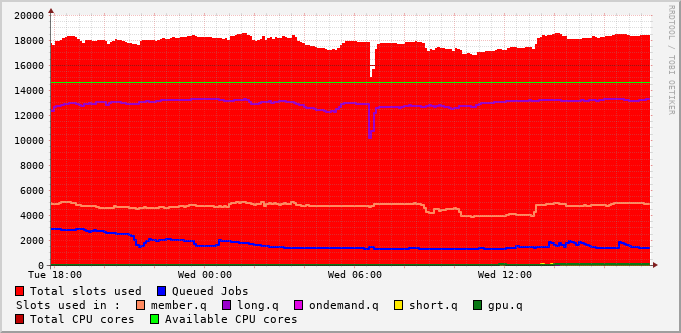 20000
18000
16000
14000
12000
10000
8000
6000
4000
2000
0
Tue 18:00 Wed 00:00 Wed 06:00 Wed 12:00
Total slots used Queued Jobs
Slots used in : member.q long.q ondemand.q short.q gpu.q
Total CPU cores Available CPU cores
RRDTOOL / TOBI OETIKER